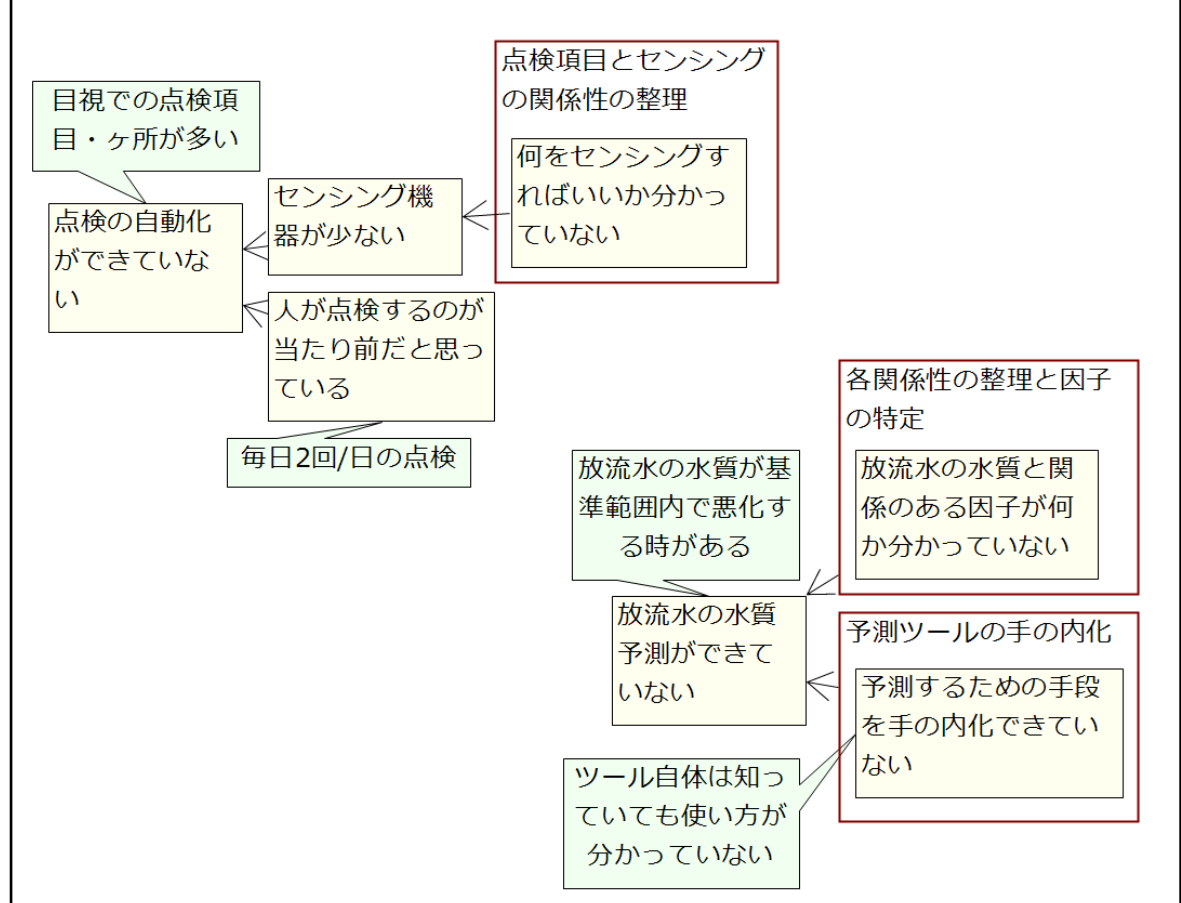 点検項目とセンシング
の関係性の整理
目視での点検項
目・ヶ所が多い
何をセンシングす
ればいいか分かっ
ていない
センシング機
器が少ない
点検の自動化
ができていな
い
人が点検するのが
当たり前だと思っ
ている
毎日2回/日の点検
各関係性の整理と因子
の特定
放流水の水質が基
準範囲内で悪化す
る時がある
放流水の水質と関
係のある因子が何
か分かっていない
放流水の水質
予測ができて
いない
予測ツールの手の内化
予測するための手段
を手の内化できてい
ない
ツール自体は知っ
ていても使い方が
分かっていない